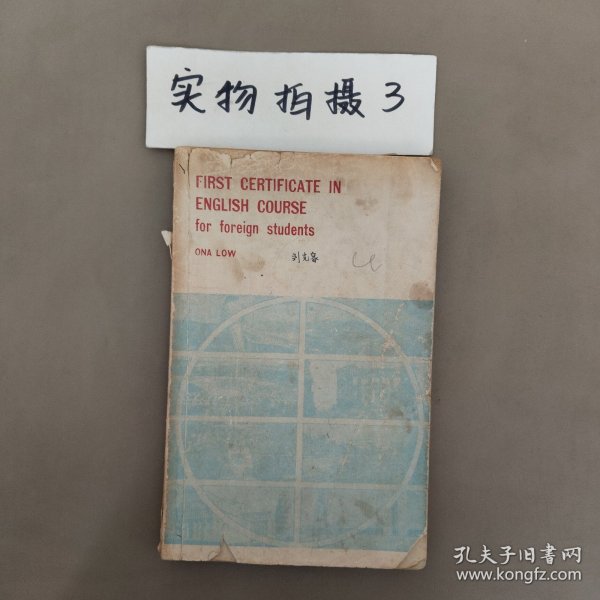 实物拍摄3
FIRST CERTIFICATE IN
ENGLISH COURSE
for foreign students
ONA LOW
孔夫子旧书网
www.kongfz.com